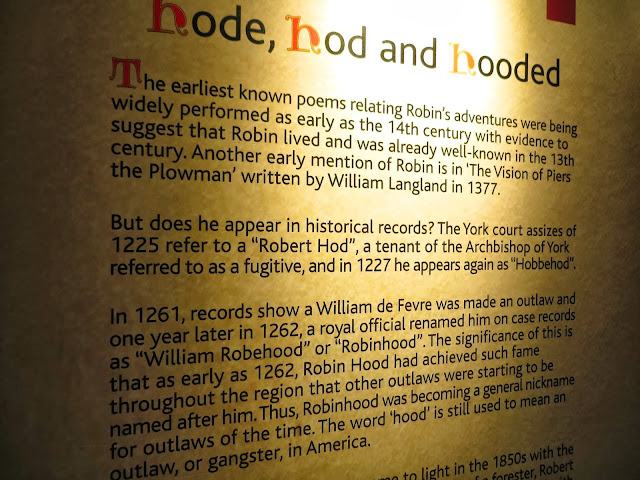 hode, hod and hooded
The earliest known poems relating Robin's adventures were being
widely performed as early as the 14th century with evidence to
suggest that Robin lived and was already well-known in the 13th
century. Another early mention of Robin is in 'The Vision of Piers
the Plowman' written by William Langland in 1377.
But does he appear in historical records? The York court assizes of
1225 refer to a "Robert Hod", a tenant of the Archbishop of York
referred to as a fugitive, and in 1227 he appears again as "Hobbehod".
In 1261, records show a William de Fevre was made an outlaw and
one year later in 1262, a royal official renamed him on case records
as "William Robehood" or "Robinhood". The significance of this is
that as early as 1262, Robin Hood had achieved such fame
throughout the region that other outlaws were starting to be
named after him. Thus, Robinhood was becoming a general nickname
for outlaws of the time. The word 'hood' is still used to mean an
outlaw, or gangster, in America.
to light in the 1850s with the
forester, Robert